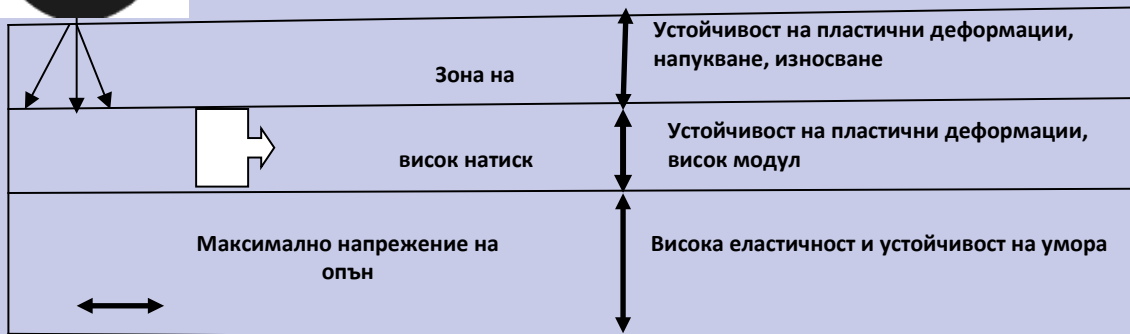 Устойчивост на пластични деформации,
напукване, износване
Зона на
Устойчивост на пластични деформации,
висок модул
висок натиск
Максимално напрежение на
опън
Висока еластичност и устойчивост на умора